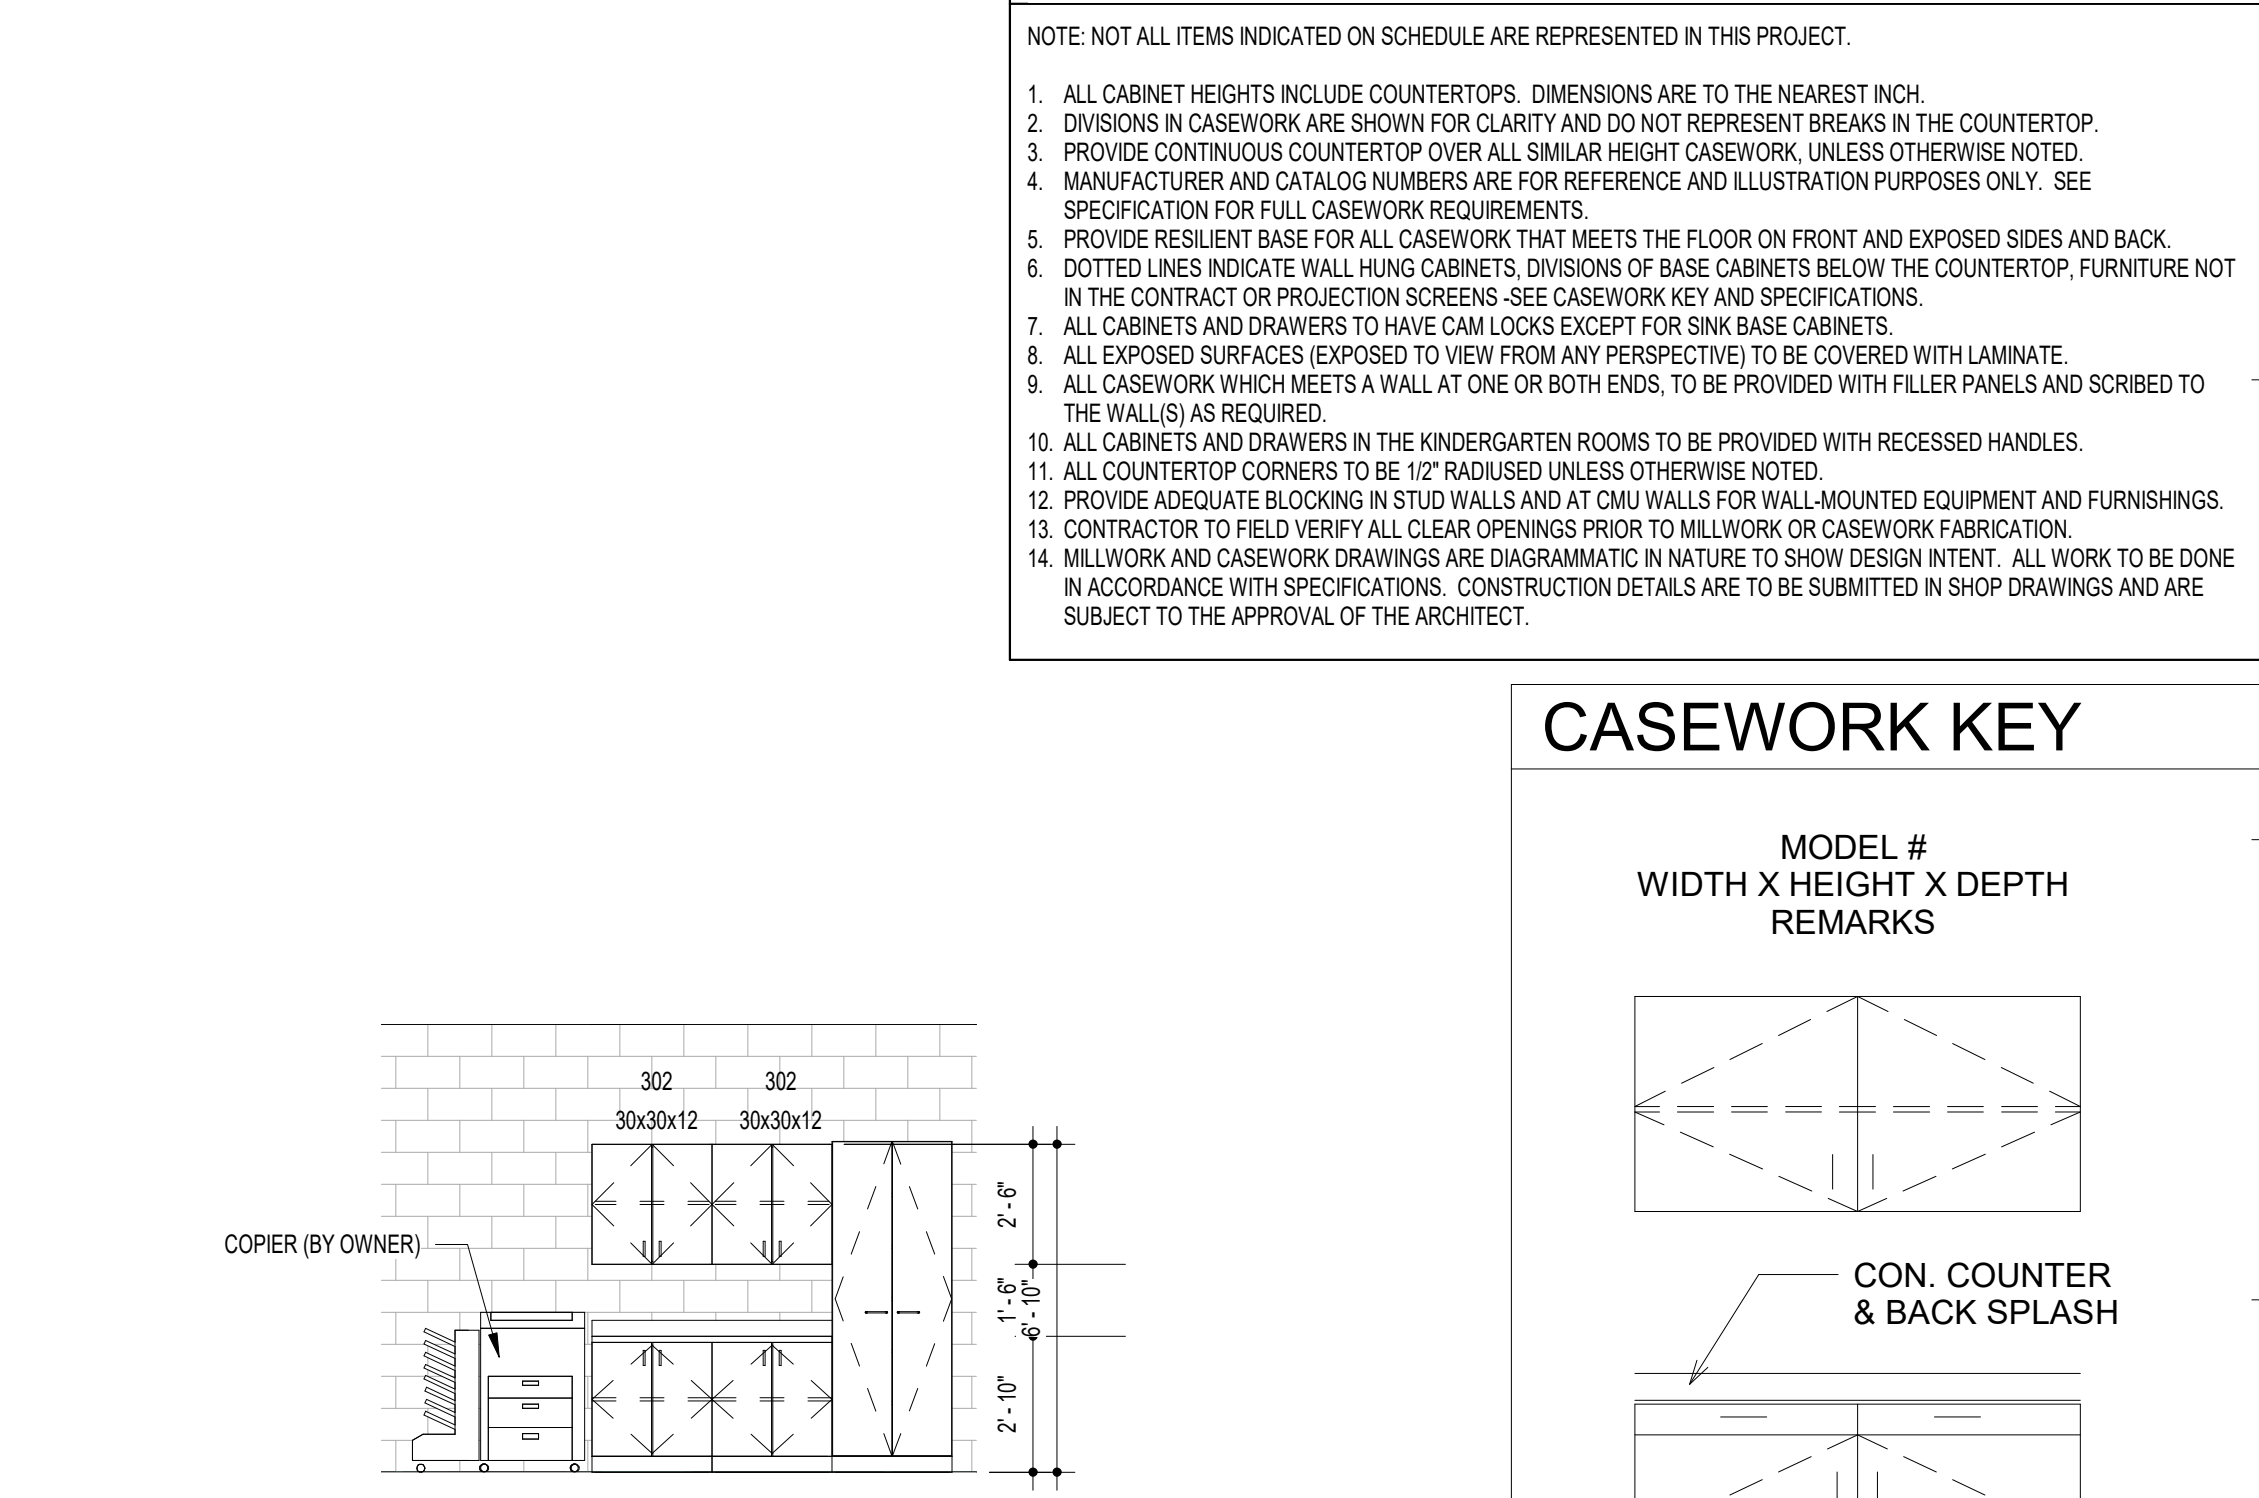 NOTE: NOT ALL ITEMS INDICATED ON SCHEDULE ARE REPRESENTED IN THIS PROJECT.
1. ALL CABINET HEIGHTS INCLUDE COUNTERTOPS. DIMENSIONS ARE TO THE NEAREST INCH.
2. DIVISIONS IN CASEWORK ARE SHOWN FOR CLARITY AND DO NOT REPRESENT BREAKS IN THE COUNTERTOP.
3. PROVIDE CONTINUOUS COUNTERTOP OVER ALL SIMILAR HEIGHT CASEWORK, UNLESS OTHERWISE NOTED.
4. MANUFACTURER AND CATALOG NUMBERS ARE FOR REFERENCE AND ILLUSTRATION PURPOSES ONLY. SEE
SPECIFICATION FOR FULL CASEWORK REQUIREMENTS.
5. PROVIDE RESILIENT BASE FOR ALL CASEWORK THAT MEETS THE FLOOR ON FRONT AND EXPOSED SIDES AND BACK.
6. DOTTED LINES INDICATE WALL HUNG CABINETS, DIVISIONS OF BASE CABINETS BELOW THE COUNTERTOP, FURNITURE NOT
IN THE CONTRACT OR PROJECTION SCREENS -SEE CASEWORK KEY AND SPECIFICATIONS.
7. ALL CABINETS AND DRAWERS TO HAVE CAM LOCKS EXCEPT FOR SINK BASE CABINETS.
8. ALL EXPOSED SURFACES (EXPOSED TO VIEW FROM ANY PERSPECTIVE) TO BE COVERED WITH LAMINATE.
9. ALL CASEWORK WHICH MEETS A WALL AT ONE OR BOTH ENDS, TO BE PROVIDED WITH FILLER PANELS AND SCRIBED TO
THE WALL(S) AS REQUIRED.
10. ALL CABINETS AND DRAWERS IN THE KINDERGARTEN ROOMS TO BE PROVIDED WITH RECESSED HANDLES.
11. ALL COUNTERTOP CORNERS TO BE 1/2" RADIUSED UNLESS OTHERWISE NOTED.
12. PROVIDE ADEQUATE BLOCKING IN STUD WALLS AND AT CMU WALLS FOR WALL-MOUNTED EQUIPMENT AND FURNISHINGS.
13. CONTRACTOR TO FIELD VERIFY ALL CLEAR OPENINGS PRIOR TO MILLWORK OR CASEWORK FABRICATION.
14. MILLWORK AND CASEWORK DRAWINGS ARE DIAGRAMMATIC IN NATURE TO SHOW DESIGN INTENT. ALL WORK TO BE DONE
IN ACCORDANCE WITH SPECIFICATIONS. CONSTRUCTION DETAILS ARE TO BE SUBMITTED IN SHOP DRAWINGS AND ARE
SUBJECT TO THE APPROVAL OF THE ARCHITECT.
CASEWORK KEY
MODEL #
WIDTH X HEIGHT X DEPTH
REMARKS
CON. COUNTER
& BACK SPLASH
302
302
30x30x12
30x30x12
COPIER (BY OWNER)
2' - 6"
1' - 6"
6' - 10"
2' - 10"